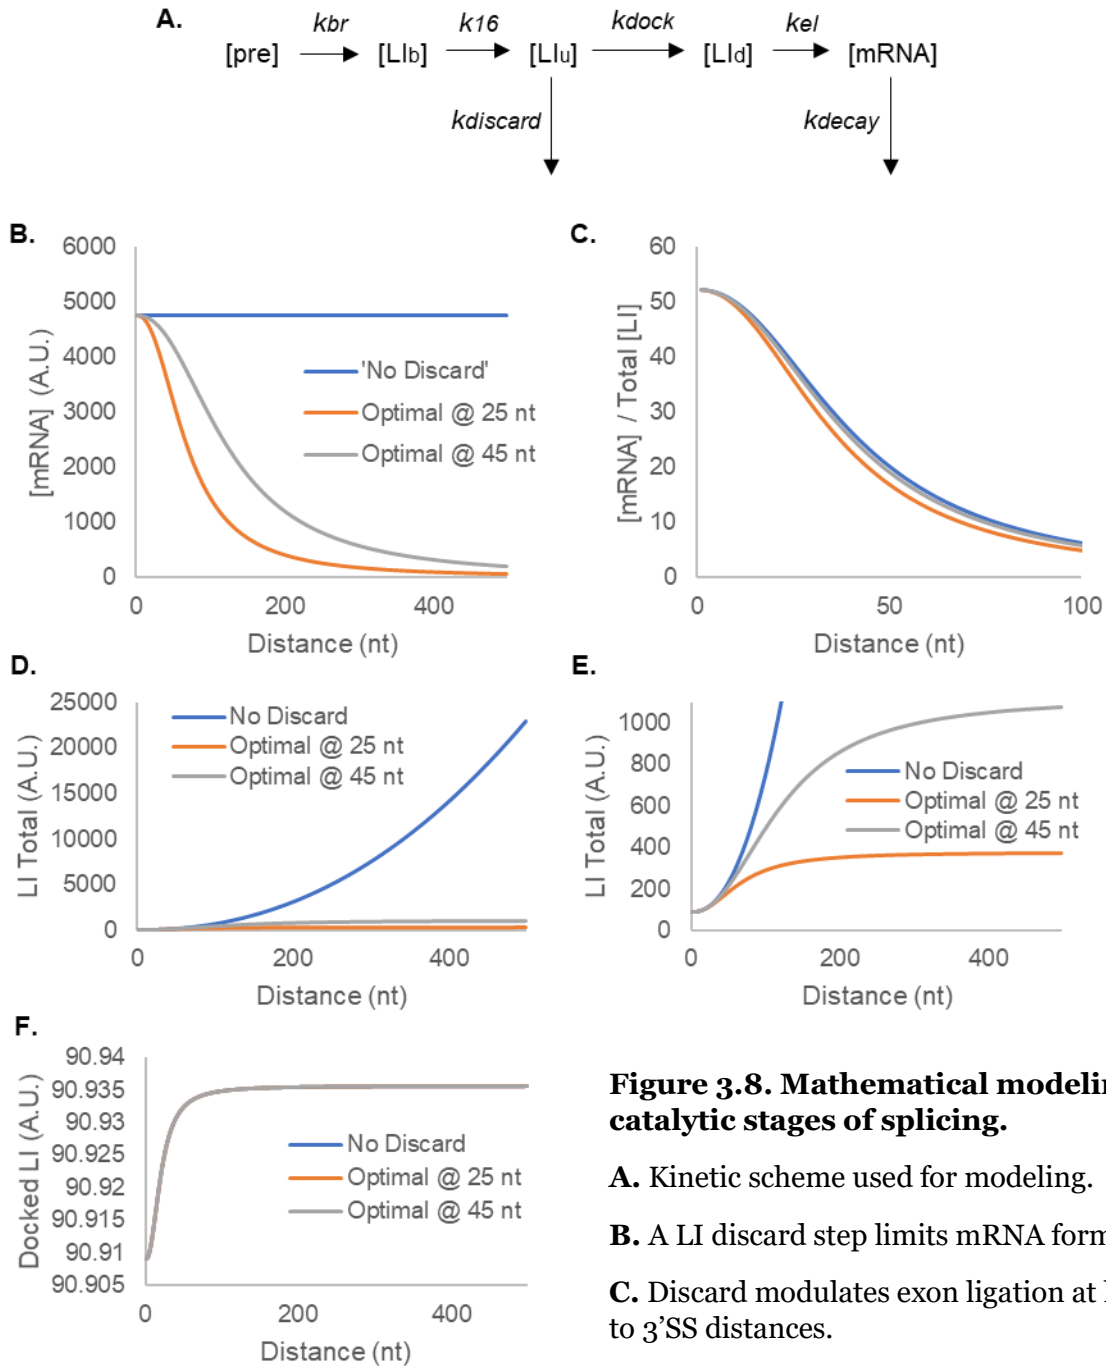 A.
kbr k16 kdock kel
[pre] [LIb] [LIu] [LId] [mRNA]
kdiscard kdecay
B.
6000
5000
4000
3000
2000
1000
0
[mRNA] (A.U.)
'No Discard'
Optimal @ 25 nt
Optimal @ 45 nt
0 200 400
Distance (nt)
C.
60
50
40
30
20
10
0
[mRNA] / Total [LI]
0 50 100
Distance (nt)
D.
25000
20000
15000
10000
5000
0
LI Total (A.U.)
No Discard
Optimal @ 25 nt
Optimal @ 45 nt
0 200 400
Distance (nt)
E.
1000
800
600
400
200
0
LI Total (A.U.)
No Discard
Optimal @ 25 nt
Optimal @ 45 nt
0 200 400
Distance (nt)
F.
90.94
90.935
90.93
90.925
90.92
90.915
90.91
90.905
Docked LI (A.U.)
No Discard
Optimal @ 25 nt
Optimal @ 45 nt
0 200 400
Distance (nt)
Figure 3.8. Mathematical modelin
catalytic stages of splicing.
A. Kinetic scheme used for modeling.
B. A LI discard step limits mRNA form
C. Discard modulates exon ligation at
to 3'SS distances.